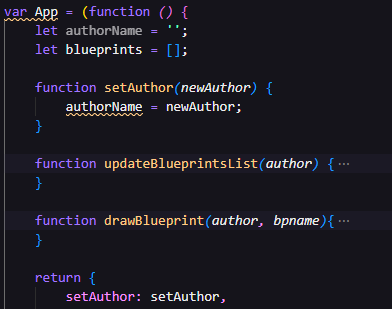 var App = (function () {
    let authorName = '';
    let blueprints = [];
    function setAuthor(newAuthor) {
        authorName = newAuthor;
    }
    function updateBlueprintsList(author) {…
    }
    function drawBlueprint(author, bpname){…
    }
    return {
        setAuthor: setAuthor,